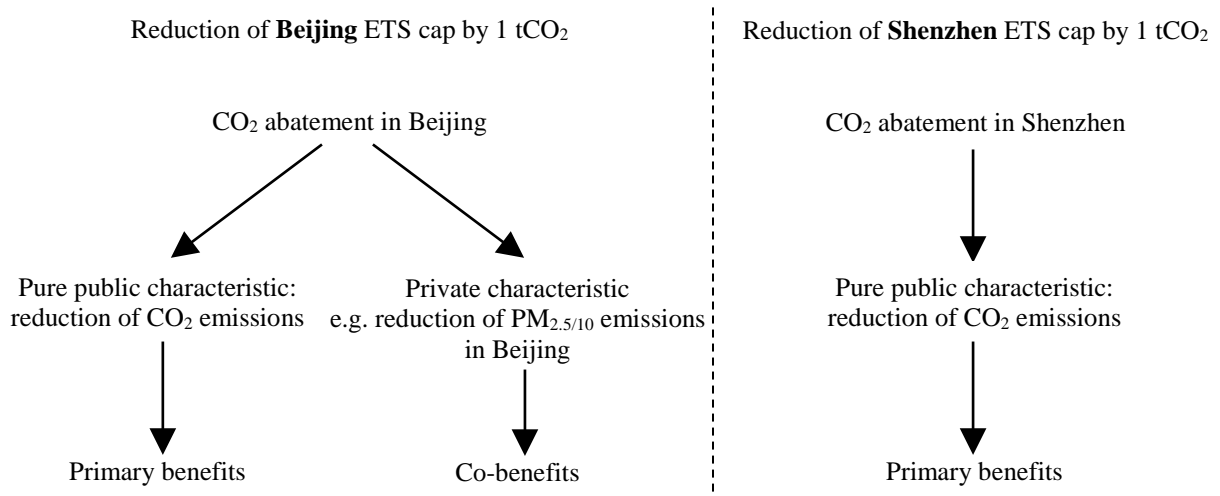 Reduction of Beijing ETS cap by 1 tCO₂
CO₂ abatement in Beijing
Pure public characteristic:
reduction of CO₂ emissions
Private characteristic
e.g. reduction of PM₂.₅/₁₀ emissions
in Beijing
Primary benefits
Co-benefits
Reduction of Shenzhen ETS cap by 1 tCO₂
CO₂ abatement in Shenzhen
Pure public characteristic:
reduction of CO₂ emissions
Primary benefits